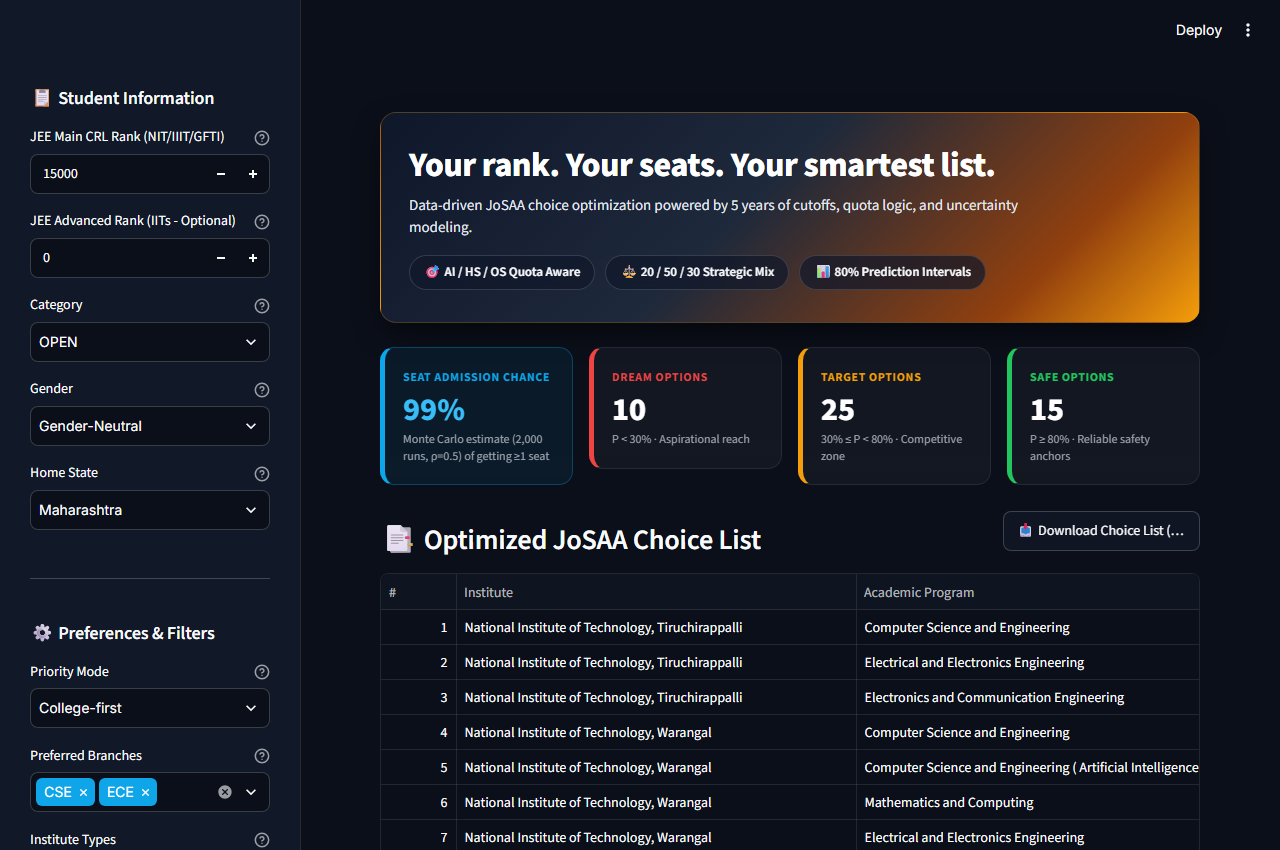 Deploy
Student Information
JEE Main CRL Rank (NIT/IIIT/GFTI)
15000
JEE Advanced Rank (IITs - Optional)
0
Category
OPEN
Gender
Gender-Neutral
Home State
Maharashtra
Preferences & Filters
Priority Mode
College-first
Preferred Branches
CSE
ECE
Institute Types
Your rank. Your seats. Your smartest list.
Data-driven JoSAA choice optimization powered by 5 years of cutoffs, quota logic, and uncertainty
modeling.
AI / HS / OS Quota Aware
20 / 50 / 30 Strategic Mix
80% Prediction Intervals
SEAT ADMISSION CHANCE
99%
Monte Carlo estimate (2,000
runs, ρ=0.5) of getting ≥1 seat
DREAM OPTIONS
10
P < 30% · Aspirational reach
TARGET OPTIONS
25
30% ≤ P < 80% · Competitive
zone
SAFE OPTIONS
15
P ≥ 80% · Reliable safety
anchors
Optimized JoSAA Choice List
Download Choice List (...
# Institute Academic Program
1 National Institute of Technology, Tiruchirappalli Computer Science and Engineering
2 National Institute of Technology, Tiruchirappalli Electrical and Electronics Engineering
3 National Institute of Technology, Tiruchirappalli Electronics and Communication Engineering
4 National Institute of Technology, Warangal Computer Science and Engineering
5 National Institute of Technology, Warangal Computer Science and Engineering ( Artificial Intelligence
6 National Institute of Technology, Warangal Mathematics and Computing
7 National Institute of Technology, Warangal Electrical and Electronics Engineering